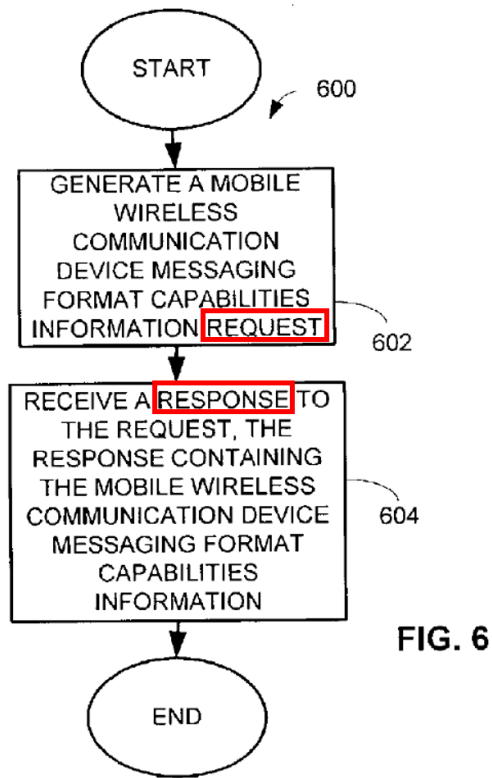 START
600
GENERATE A MOBILE
WIRELESS
COMMUNICATION
DEVICE MESSAGING
FORMAT CAPABILITIES
INFORMATION REQUEST
602
RECEIVE A RESPONSE TO
THE REQUEST, THE
RESPONSE CONTAINING
THE MOBILE WIRELESS
COMMUNICATION DEVICE
MESSAGING FORMAT
CAPABILITIES
INFORMATION
604
FIG. 6
END